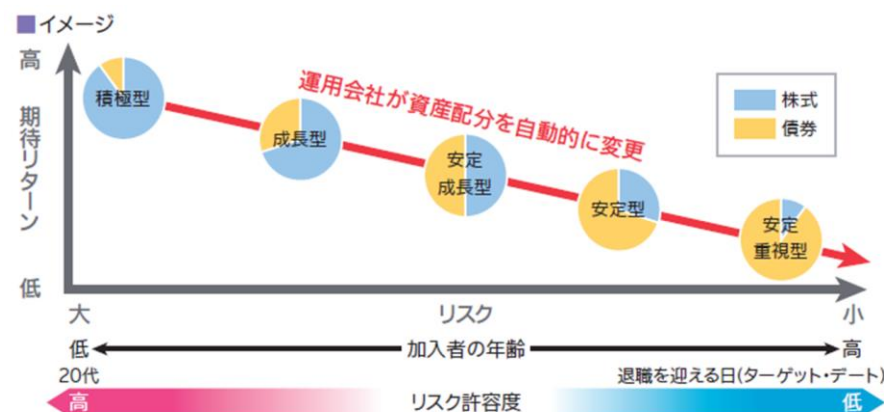 ■イメージ
高
期待リターン
低
運用会社が資産配分を自動的に変更
株式
債券
積極型
成長型
安定
成長型
安定型
安定
重視型
大 リスク 小
低 加入者の年齢 高
20代 退職を迎える日(ターゲット・デート)
高 リスク許容度 低